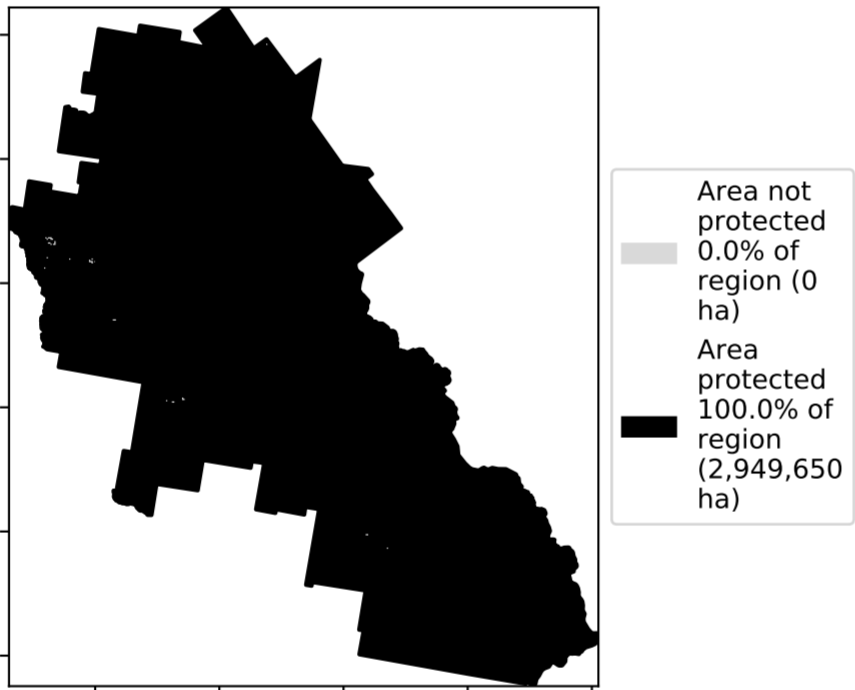 Area not
protected
0.0% of
region (0
ha)
Area
protected
100.0% of
region
(2,949,650
ha)